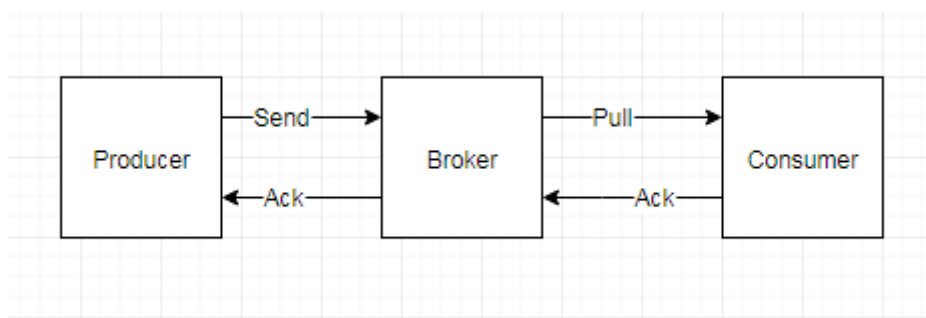 Send
Pull
Producer
Broker
Consumer
Ack
Ack